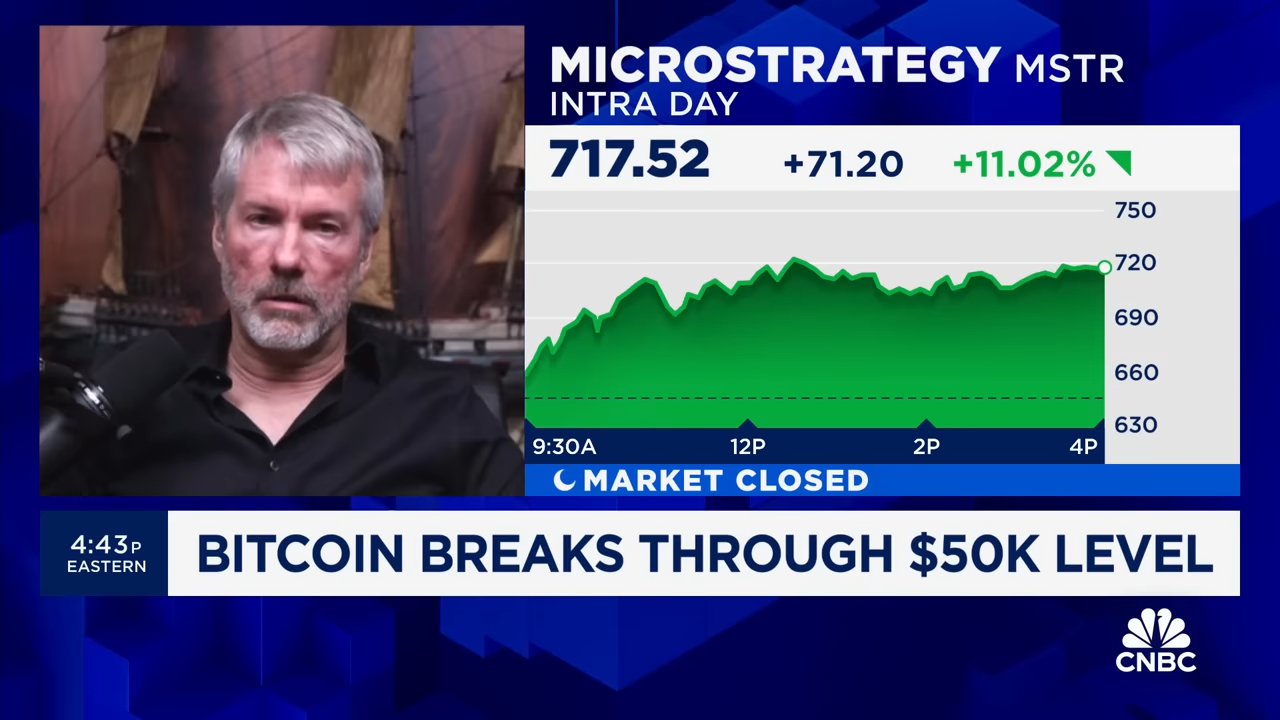 MICROSTRATEGY MSTR
INTRA DAY
717.52 +71.20 +11.02%
750
720
690
660
630
9:30A 12P 2P 4P
MARKET CLOSED
4:43P
EASTERN
BITCOIN BREAKS THROUGH $50K LEVEL
CNBC